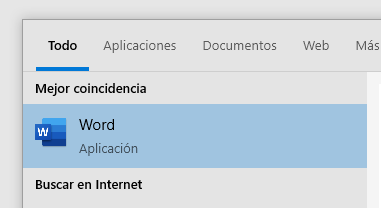 Todo Aplicaciones Documentos Web Más
Mejor coincidencia
W Word
Aplicación
Buscar en Internet